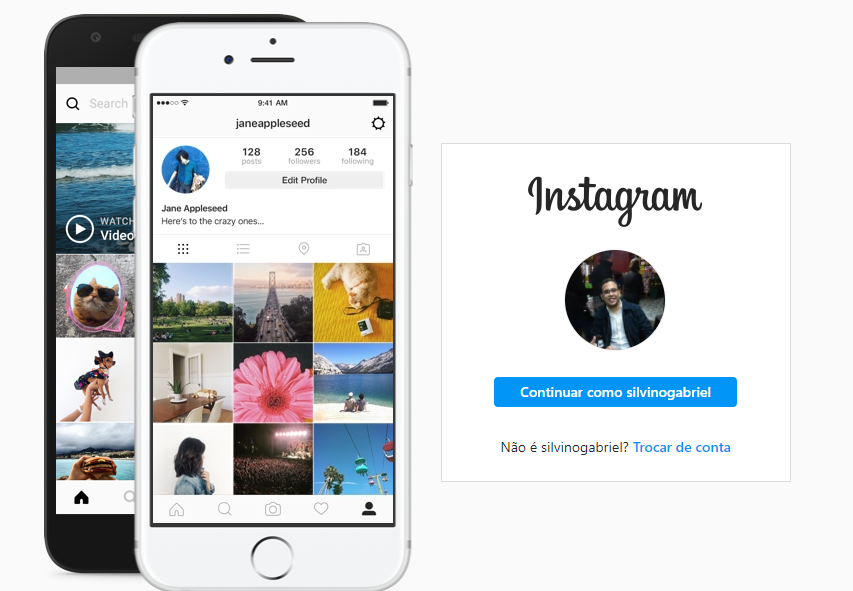 Search
WATCH
Video
9:41 AM
janeappleseed
128
posts
256
followers
184
following
Edit Profile
Jane Appleseed
Here's to the crazy ones...
Instagram
Continuar como silvinogabriel
Não é silvinogabriel? Trocar de conta